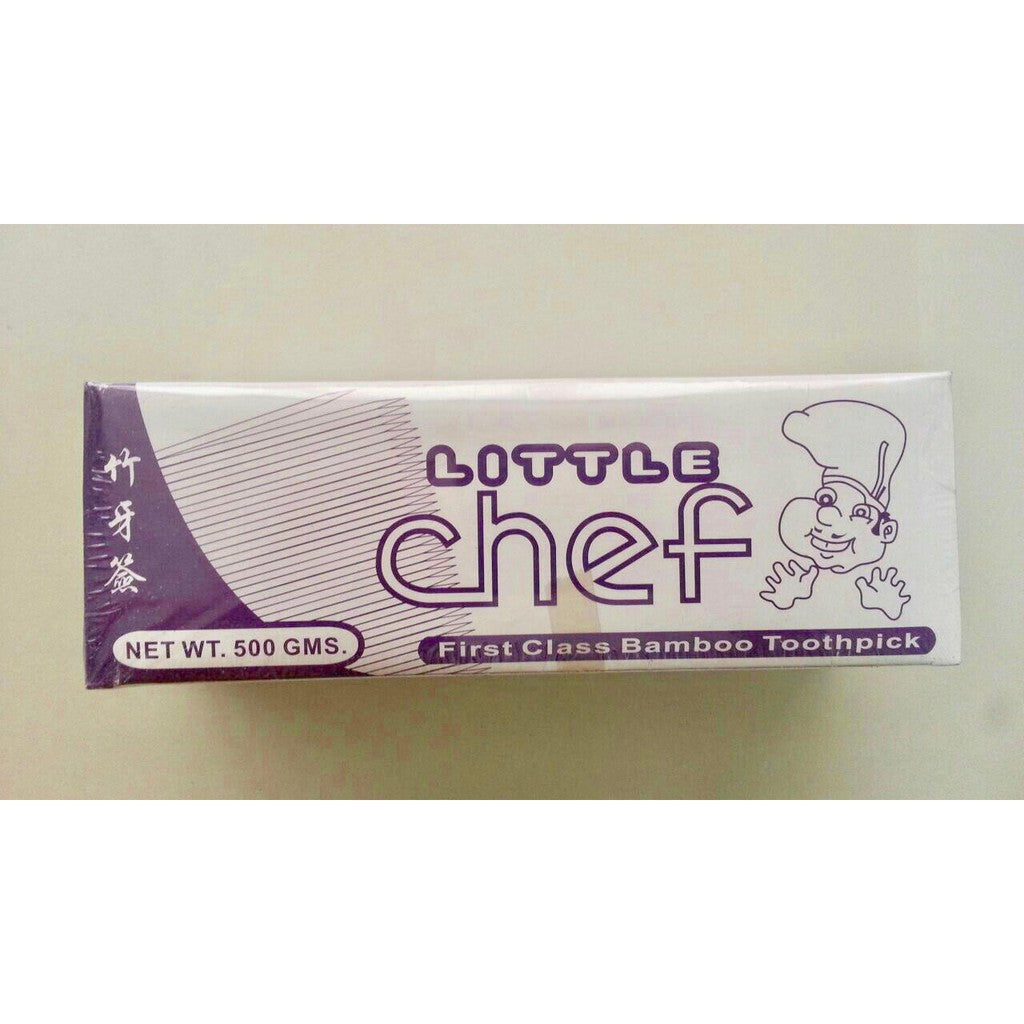 竹牙簽
LITTLE
chef
NET WT. 500 GMS.
First Class Bamboo Toothpick